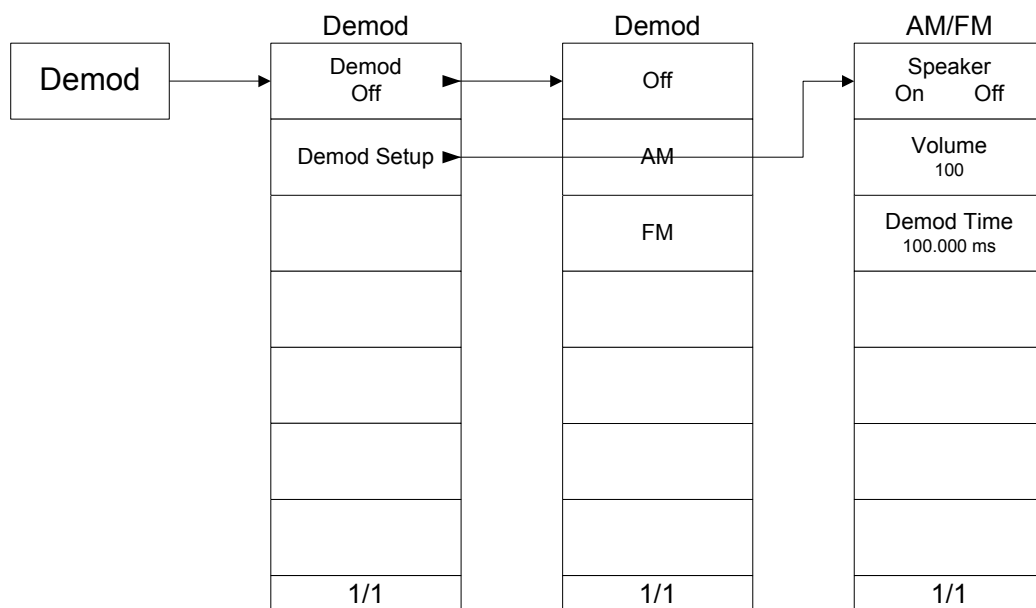 Demod
Demod
Demod
Off
Demod Setup
1/1
Demod
Off
AM
FM
1/1
AM/FM
Speaker
On Off
Volume
100
Demod Time
100.000 ms
1/1